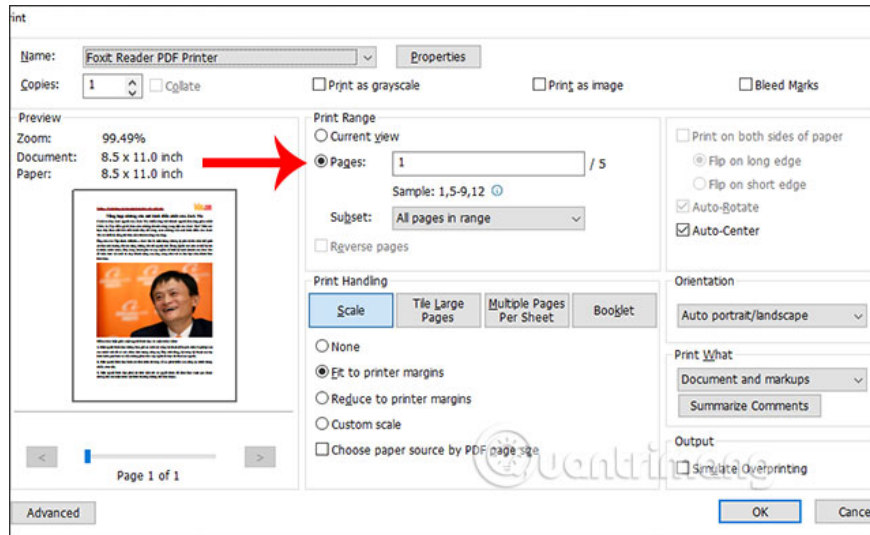 Print
Name: Foxit Reader PDF Printer Properties
Copies: 1 Collate Print as grayscale Print as image Bleed Marks
Preview
Zoom: 99.49%
Document: 8.5 x 11.0 inch
Paper: 8.5 x 11.0 inch
Page 1 of 1
Print Range
Current view
Pages: 1 / 5
Sample: 1,5-9,12
Subset: All pages in range
Reverse pages
Print on both sides of paper
Flip on long edge
Flip on short edge
Auto-Rotate
Auto-Center
Print Handling
Scale Tile Large Pages Multiple Pages Per Sheet Booklet
None
Fit to printer margins
Reduce to printer margins
Custom scale
Choose paper source by PDF page size
Orientation
Auto portrait/landscape
Print What
Document and markups
Summarize Comments
Output
Simulate Overprinting
Quantrimang
Advanced OK Cance